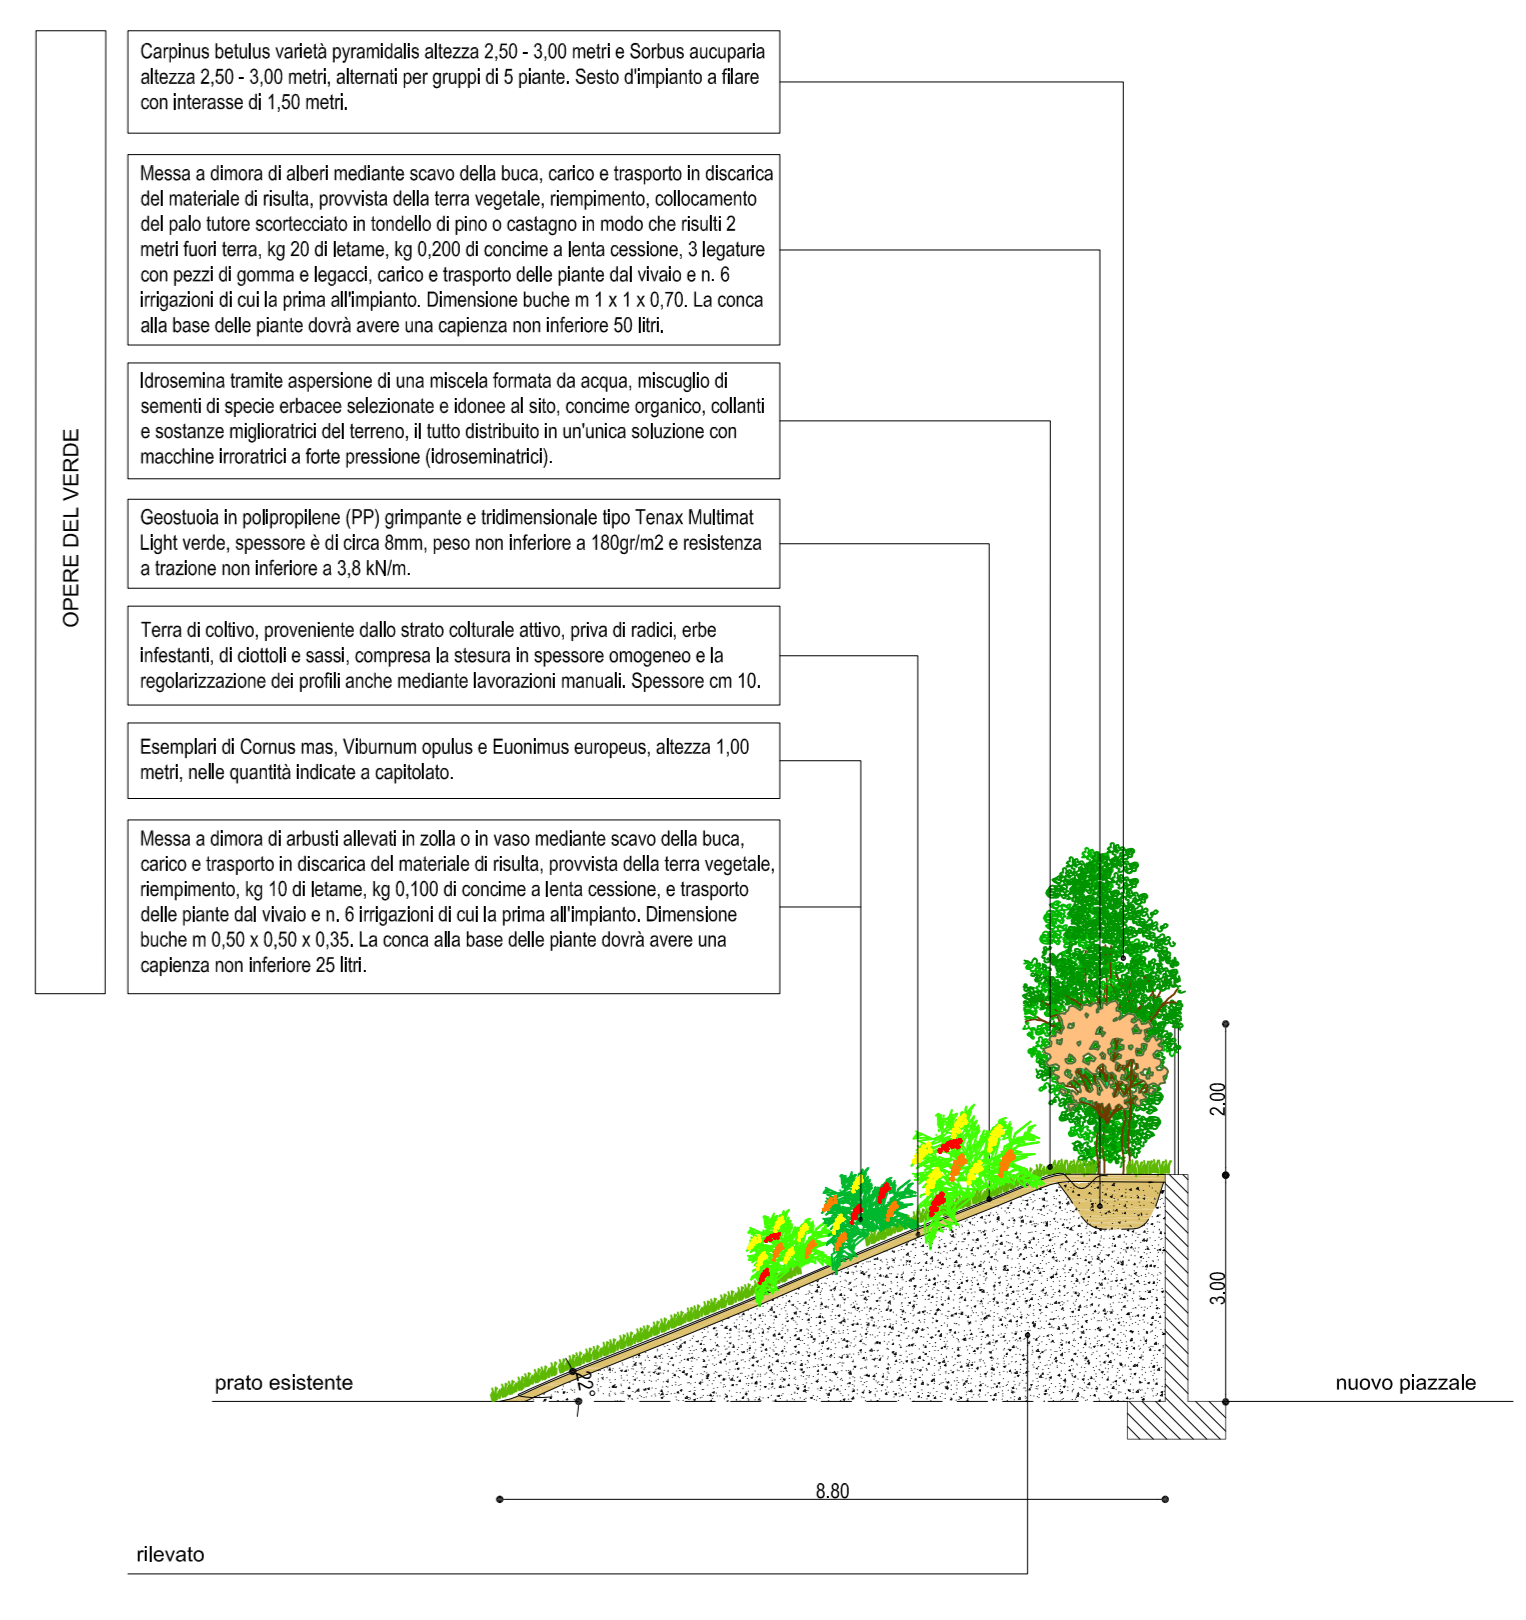 OPERE DEL VERDE
Carpinus betulus varietà pyramidalis altezza 2,50 - 3,00 metri e Sorbus aucuparia
altezza 2,50 - 3,00 metri, alternati per gruppi di 5 piante. Sesto d'impianto a filare
con interasse di 1,50 metri.
Messa a dimora di alberi mediante scavo della buca, carico e trasporto in discarica
del materiale di risulta, provvista della terra vegetale, riempimento, collocamento
del palo tutore scortecciato in tondello di pino o castagno in modo che risulti 2
metri fuori terra, kg 20 di letame, kg 0,200 di concime a lenta cessione, 3 legature
con pezzi di gomma e legacci, carico e trasporto delle piante dal vivaio e n. 6
irrigazioni di cui la prima all'impianto. Dimensione buche m 1 x 1 x 0,70. La conca
alla base delle piante dovrà avere una capienza non inferiore 50 litri.
Idrosemina tramite aspersione di una miscela formata da acqua, miscuglio di
sementi di specie erbacee selezionate e idonee al sito, concime organico, collanti
e sostanze miglioratrici del terreno, il tutto distribuito in un'unica soluzione con
macchine irroratrici a forte pressione (idroseminatrici).
Geostuoia in polipropilene (PP) grimpante e tridimensionale tipo Tenax Multimat
Light verde, spessore è di circa 8mm, peso non inferiore a 180gr/m2 e resistenza
a trazione non inferiore a 3,8 kN/m.
Terra di coltivo, proveniente dallo strato colturale attivo, priva di radici, erbe
infestanti, di ciottoli e sassi, compresa la stesura in spessore omogeneo e la
regolarizzazione dei profili anche mediante lavorazioni manuali. Spessore cm 10.
Esemplari di Cornus mas, Viburnum opulus e Euonimus europeus, altezza 1,00
metri, nelle quantità indicate a capitolato.
Messa a dimora di arbusti allevati in zolla o in vaso mediante scavo della buca,
carico e trasporto in discarica del materiale di risulta, provvista della terra vegetale,
riempimento, kg 10 di letame, kg 0,100 di concime a lenta cessione, e trasporto
delle piante dal vivaio e n. 6 irrigazioni di cui la prima all'impianto. Dimensione
buche m 0,50 x 0,50 x 0,35. La conca alla base delle piante dovrà avere una
capienza non inferiore 25 litri.
2.00
3.00
22°
prato esistente
nuovo piazzale
8.80
rilevato